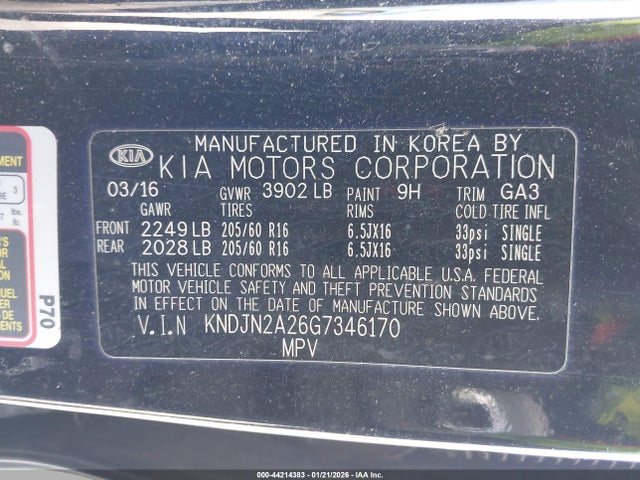 MANUFACTURED IN KOREA BY
KIA KIA MOTORS CORPORATION
03/16 GVWR 3902 LB PAINT 9H TRIM GA3
GAWR TIRES RIMS COLD TIRE INFL
FRONT 2249 LB 205/60 R16 6.5JX16 33psi SINGLE
REAR 2028 LB 205/60 R16 6.5JX16 33psi SINGLE
THIS VEHICLE CONFORMS TO ALL APPLICABLE U.S.A. FEDERAL
MOTOR VEHICLE SAFETY AND THEFT PREVENTION STANDARDS
IN EFFECT ON THE DATE OF MANUFACTURE SHOWN ABOVE.
V.I.N KNDJN2A26G7346170
MPV
3
lbs.
lb.
P70
000-44214383 - 01/21/2026 - IAA Inc.